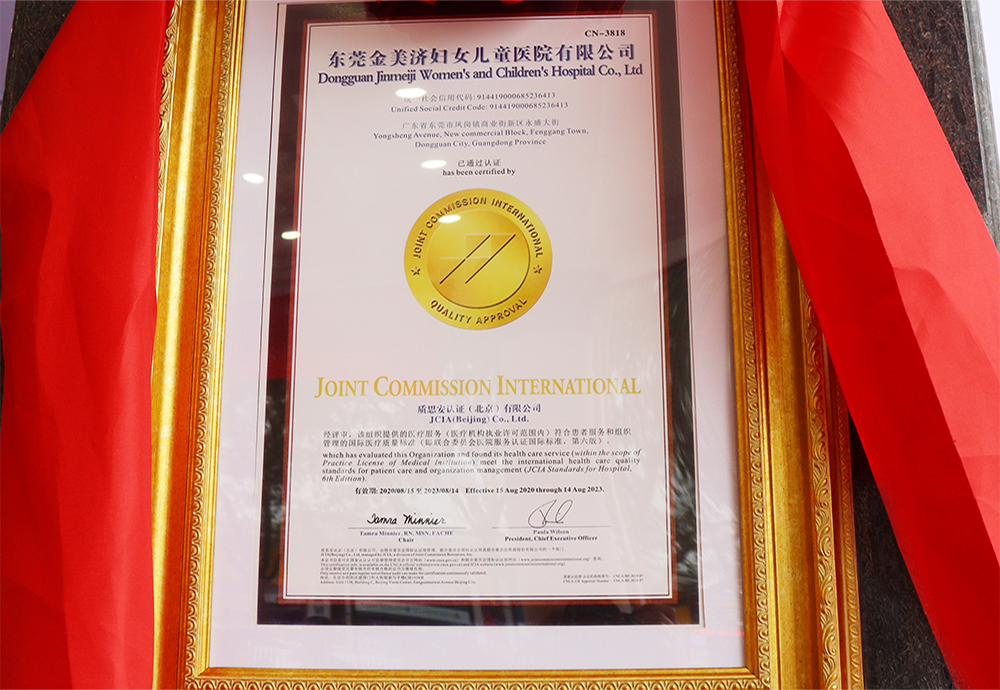 CN-3818
东莞金美济妇女儿童医院有限公司
Dongguan Jinmeiji Women's and Children's Hospital Co., Ltd
社会信用代码: 914419000685236413
Unified Social Credit Code: 914419000685236413
广东省东莞市凤岗镇商业街新区永盛大街
Yongsheng Avenue, New commercial Block, Fenggang Town,
Dongguan City, Guangdong Province
已通过认证
has been certified by
JOINT COMMISSION INTERNATIONAL
QUALITY APPROVAL
JOINT COMMISSION INTERNATIONAL
质思安认证（北京）有限公司
JCIA(Beijing) Co., Ltd.
经评审，该组织提供的医疗服务（医疗机构执业许可范围内）符合患者服务和组织
管理的国际医疗质量标准（即联合委员会医院服务认证国际标准，第六版）。
which has evaluated this Organization and found its health care service (within the scope of
Practice License of Medical Institution) meet the international health care quality
standards for patient care and organization management (JCIA Standards for Hospital,
6th Edition).
有效期: 2020/08/15 至 2023/08/14 Effective 15 Aug 2020 through 14 Aug 2023.
Tamra Minnier
Tamra Minnier, RN, MSN, FACHE
Chair
Paula Wilson
President, Chief Executive Officer